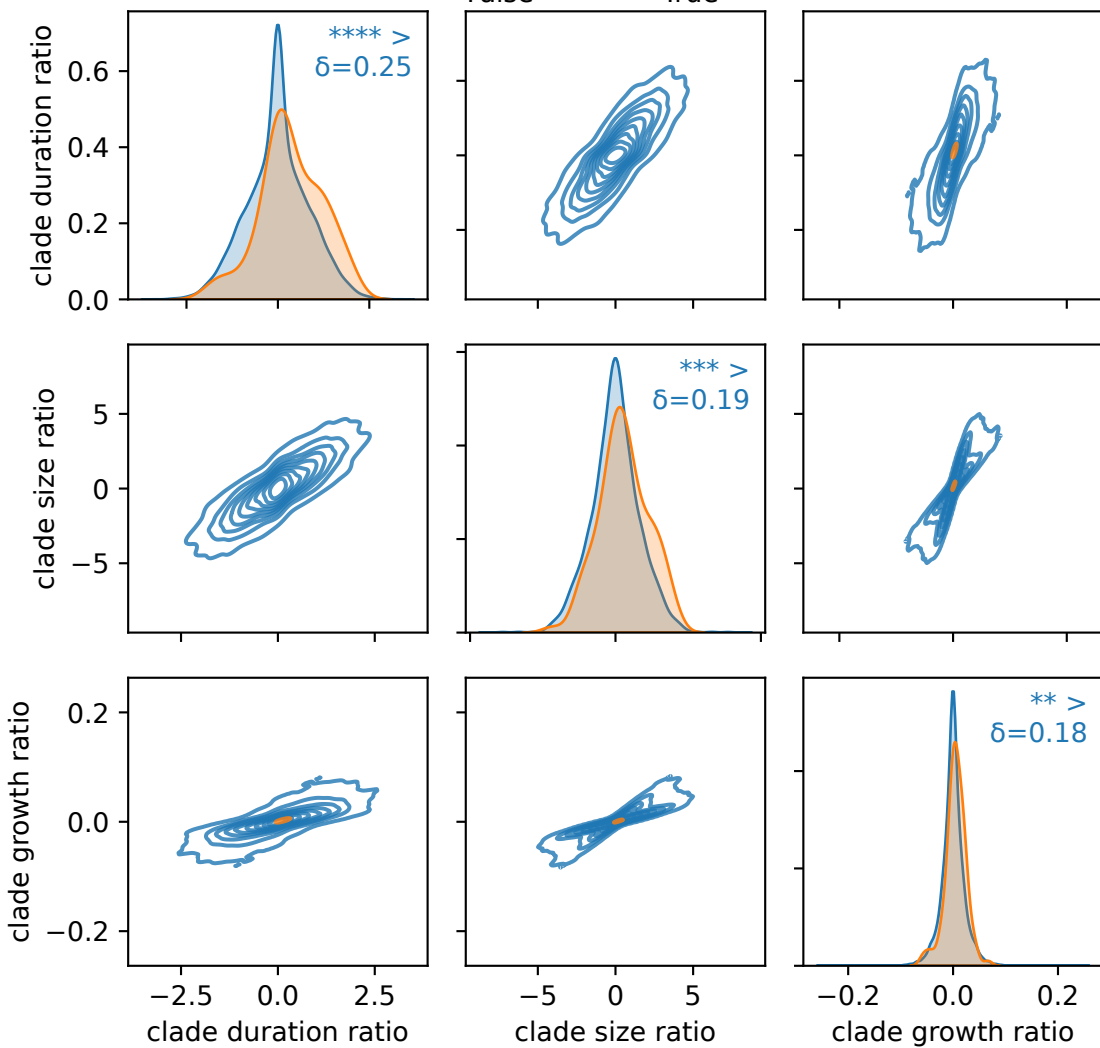 **** >
δ=0.25
clade duration ratio
0.6
0.4
0.2
0.0
*** >
δ=0.19
clade size ratio
5
0
−5
** >
δ=0.18
clade growth ratio
0.2
0.0
−0.2
−2.5 0.0 2.5
−5 0 5
−0.2 0.0 0.2
clade duration ratio
clade size ratio
clade growth ratio